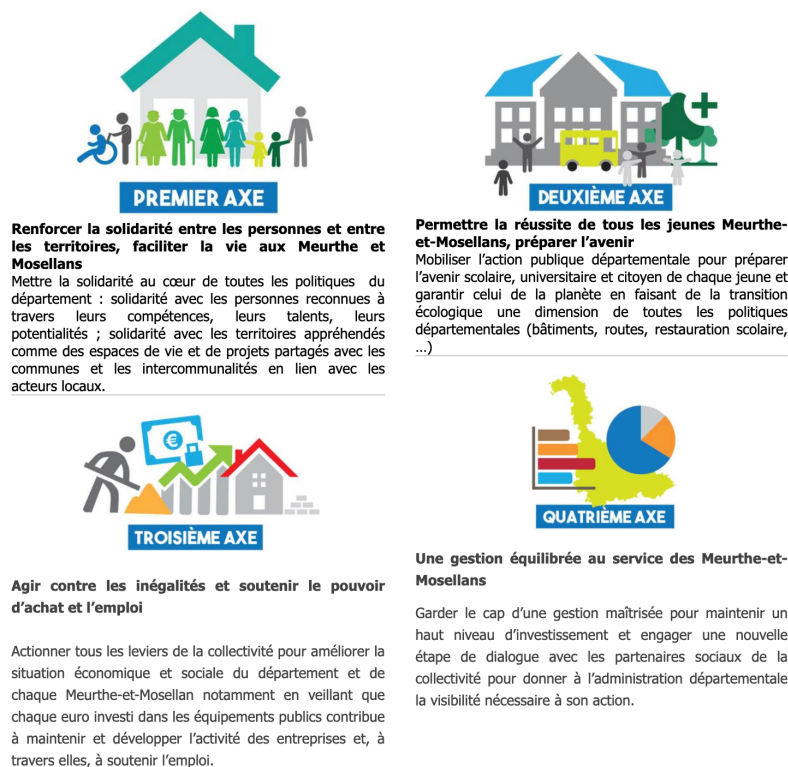 PREMIER AXE
Renforcer la solidarité entre les personnes et entre
les territoires, faciliter la vie aux Meurthe et
Mosellans
Mettre la solidarité au cœur de toutes les politiques du
département : solidarité avec les personnes reconnues à
travers leurs compétences, leurs talents, leurs
potentialités ; solidarité avec les territoires appréhendés
comme des espaces de vie et de projets partagés avec les
communes et les intercommunalités en lien avec les
acteurs locaux.
DEUXIÈME AXE
Permettre la réussite de tous les jeunes Meurthe-
et-Mosellans, préparer l’avenir
Mobiliser l’action publique départementale pour préparer
l’avenir scolaire, universitaire et citoyen de chaque jeune et
garantir celui de la planète en faisant de la transition
écologique une dimension de toutes les politiques
départementales (bâtiments, routes, restauration scolaire,
…)
€
TROISIÈME AXE
Agir contre les inégalités et soutenir le pouvoir
d’achat et l’emploi
Actionner tous les leviers de la collectivité pour améliorer la
situation économique et sociale du département et de
chaque Meurthe-et-Mosellan notamment en veillant que
chaque euro investi dans les équipements publics contribue
à maintenir et développer l’activité des entreprises et, à
travers elles, à soutenir l’emploi.
QUATRIÈME AXE
Une gestion équilibrée au service des Meurthe-et-
Mosellans
Garder le cap d’une gestion maîtrisée pour maintenir un
haut niveau d’investissement et engager une nouvelle
étape de dialogue avec les partenaires sociaux de la
collectivité pour donner à l’administration départementale
la visibilité nécessaire à son action.